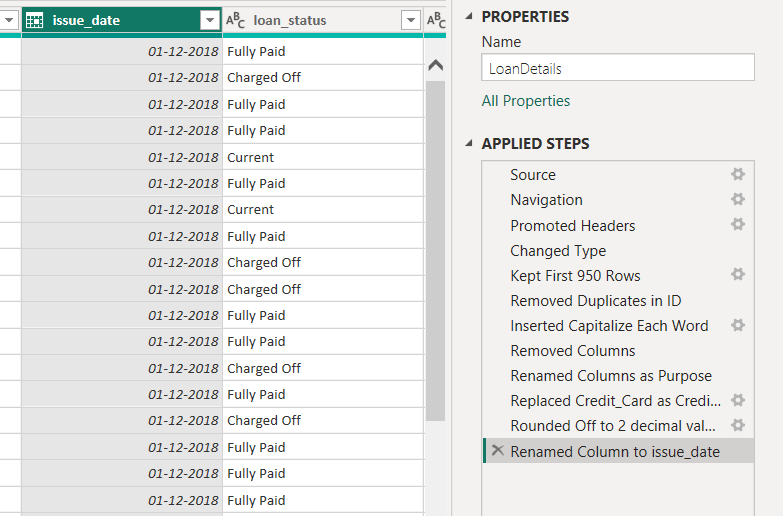 issue_date
ABC loan_status
ABC
01-12-2018 Fully Paid
01-12-2018 Charged Off
01-12-2018 Fully Paid
01-12-2018 Fully Paid
01-12-2018 Current
01-12-2018 Fully Paid
01-12-2018 Current
01-12-2018 Fully Paid
01-12-2018 Charged Off
01-12-2018 Charged Off
01-12-2018 Fully Paid
01-12-2018 Fully Paid
01-12-2018 Charged Off
01-12-2018 Fully Paid
01-12-2018 Charged Off
01-12-2018 Fully Paid
01-12-2018 Fully Paid
01-12-2018 Fully Paid
PROPERTIES
Name
LoanDetails
All Properties
APPLIED STEPS
Source
Navigation
Promoted Headers
Changed Type
Kept First 950 Rows
Removed Duplicates in ID
Inserted Capitalize Each Word
Removed Columns
Renamed Columns as Purpose
Replaced Credit_Card as Credi...
Rounded Off to 2 decimal val...
Renamed Column to issue_date